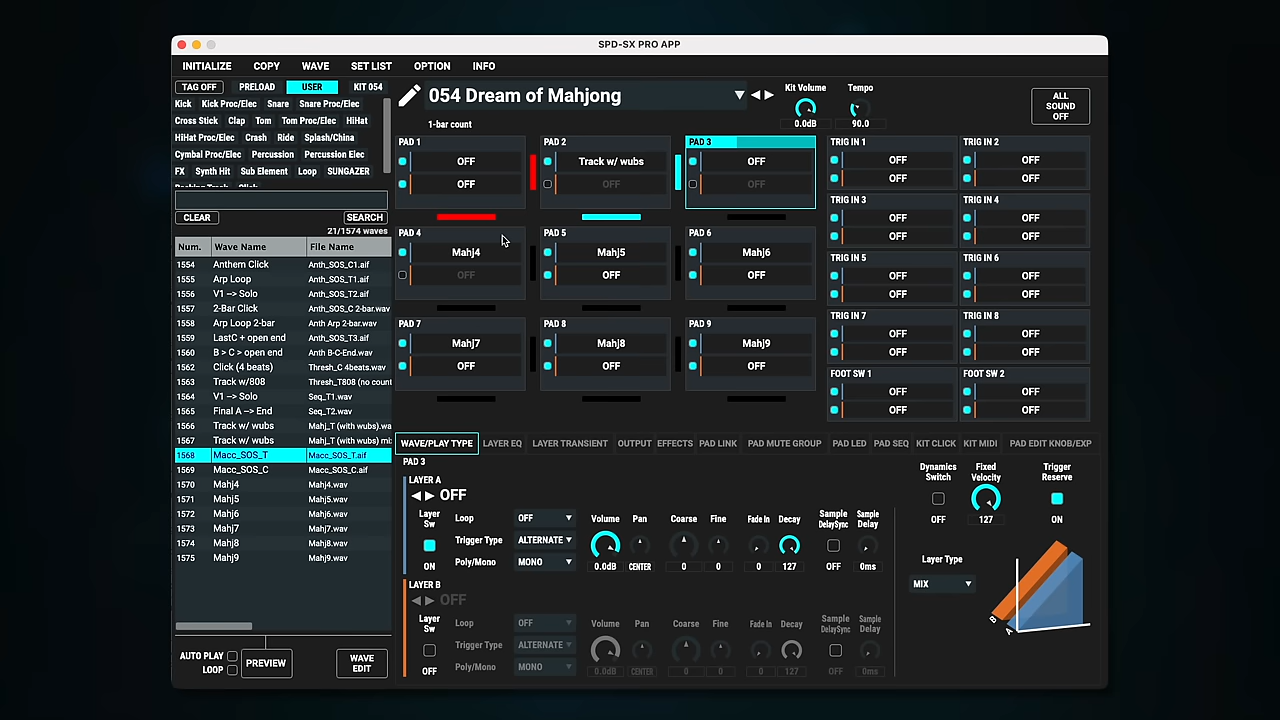 SPD-SX PRO APP
INITIALIZE COPY WAVE SET LIST OPTION INFO
TAG OFF PRELOAD USER KIT 054
Kick Kick Proc/Elec Snare Snare Proc/Elec
Cross Stick Clap Tom Tom Proc/Elec HiHat
HiHat Proc/Elec Crash Ride Splash/China
Cymbal Proc/Elec Percussion Percussion Elec
FX Synth Hit Sub Element Loop SUNGAZER
CLEAR SEARCH
21/1574 waves
Num. Wave Name File Name
1554 Anthem Click Anth_SOS_C1.aif
1555 Arp Loop Anth_SOS_T1.aif
1556 V1 --> Solo Anth_SOS_T2.aif
1557 2-Bar Click Anth_SOS_C 2-bar.wav
1558 Arp Loop 2-bar Anth Arp 2-bar.wav
1559 LastC + open end Anth_SOS_T3.aif
1560 B > C > open end Anth B-C-End.wav
1562 Click (4 beats) Thresh_C 4beats.wav
1563 Track w/808 Thresh_T808 (no count
1564 V1 --> Solo Seq_T1.wav
1565 Final A --> End Seq_T2.wav
1566 Track w/ wubs Mahj_T (with wubs).wa
1567 Track w/ wubs Mahj_T (with wubs) mi
1568 Macc_SOS_T Macc_SOS_T.aif
1569 Macc_SOS_C Macc_SOS_C.aif
1570 Mahj4 Mahj4.wav
1571 Mahj5 Mahj5.wav
1572 Mahj6 Mahj6.wav
1573 Mahj7 Mahj7.wav
1574 Mahj8 Mahj8.wav
1575 Mahj9 Mahj9.wav
AUTO PLAY
LOOP
PREVIEW
WAVE
EDIT
054 Dream of Mahjong
1-bar count
Kit Volume Tempo
0.0dB 90.0
ALL
SOUND
OFF
PAD 1 PAD 2 PAD 3
OFF Track w/ wubs OFF
OFF OFF OFF
PAD 4 PAD 5 PAD 6
Mahj4 Mahj5 Mahj6
OFF OFF OFF
PAD 7 PAD 8 PAD 9
Mahj7 Mahj8 Mahj9
OFF OFF OFF
TRIG IN 1 TRIG IN 2
OFF OFF
OFF OFF
TRIG IN 3 TRIG IN 4
OFF OFF
OFF OFF
TRIG IN 5 TRIG IN 6
OFF OFF
OFF OFF
TRIG IN 7 TRIG IN 8
OFF OFF
OFF OFF
FOOT SW 1 FOOT SW 2
OFF OFF
OFF OFF
WAVE/PLAY TYPE LAYER EQ LAYER TRANSIENT OUTPUT EFFECTS PAD LINK PAD MUTE GROUP PAD LED PAD SEQ KIT CLICK KIT MIDI PAD EDIT KNOB/EXP
PAD 3
LAYER A
OFF
Layer
Sw
ON
Loop OFF
Trigger Type ALTERNATE
Poly/Mono MONO
Volume Pan Coarse Fine Fade In Decay Sample
DelaySync Sample
Delay
0.0dB CENTER 0 0 0 127 OFF 0ms
LAYER B
OFF
Layer
Sw
OFF
Loop OFF
Trigger Type ALTERNATE
Poly/Mono MONO
Volume Pan Coarse Fine Fade In Decay Sample
DelaySync Sample
Delay
0.0dB CENTER 0 0 0 127 OFF 0ms
Dynamics
Switch
OFF
Fixed
Velocity
127
Trigger
Reserve
ON
Layer Type
MIX
B
A